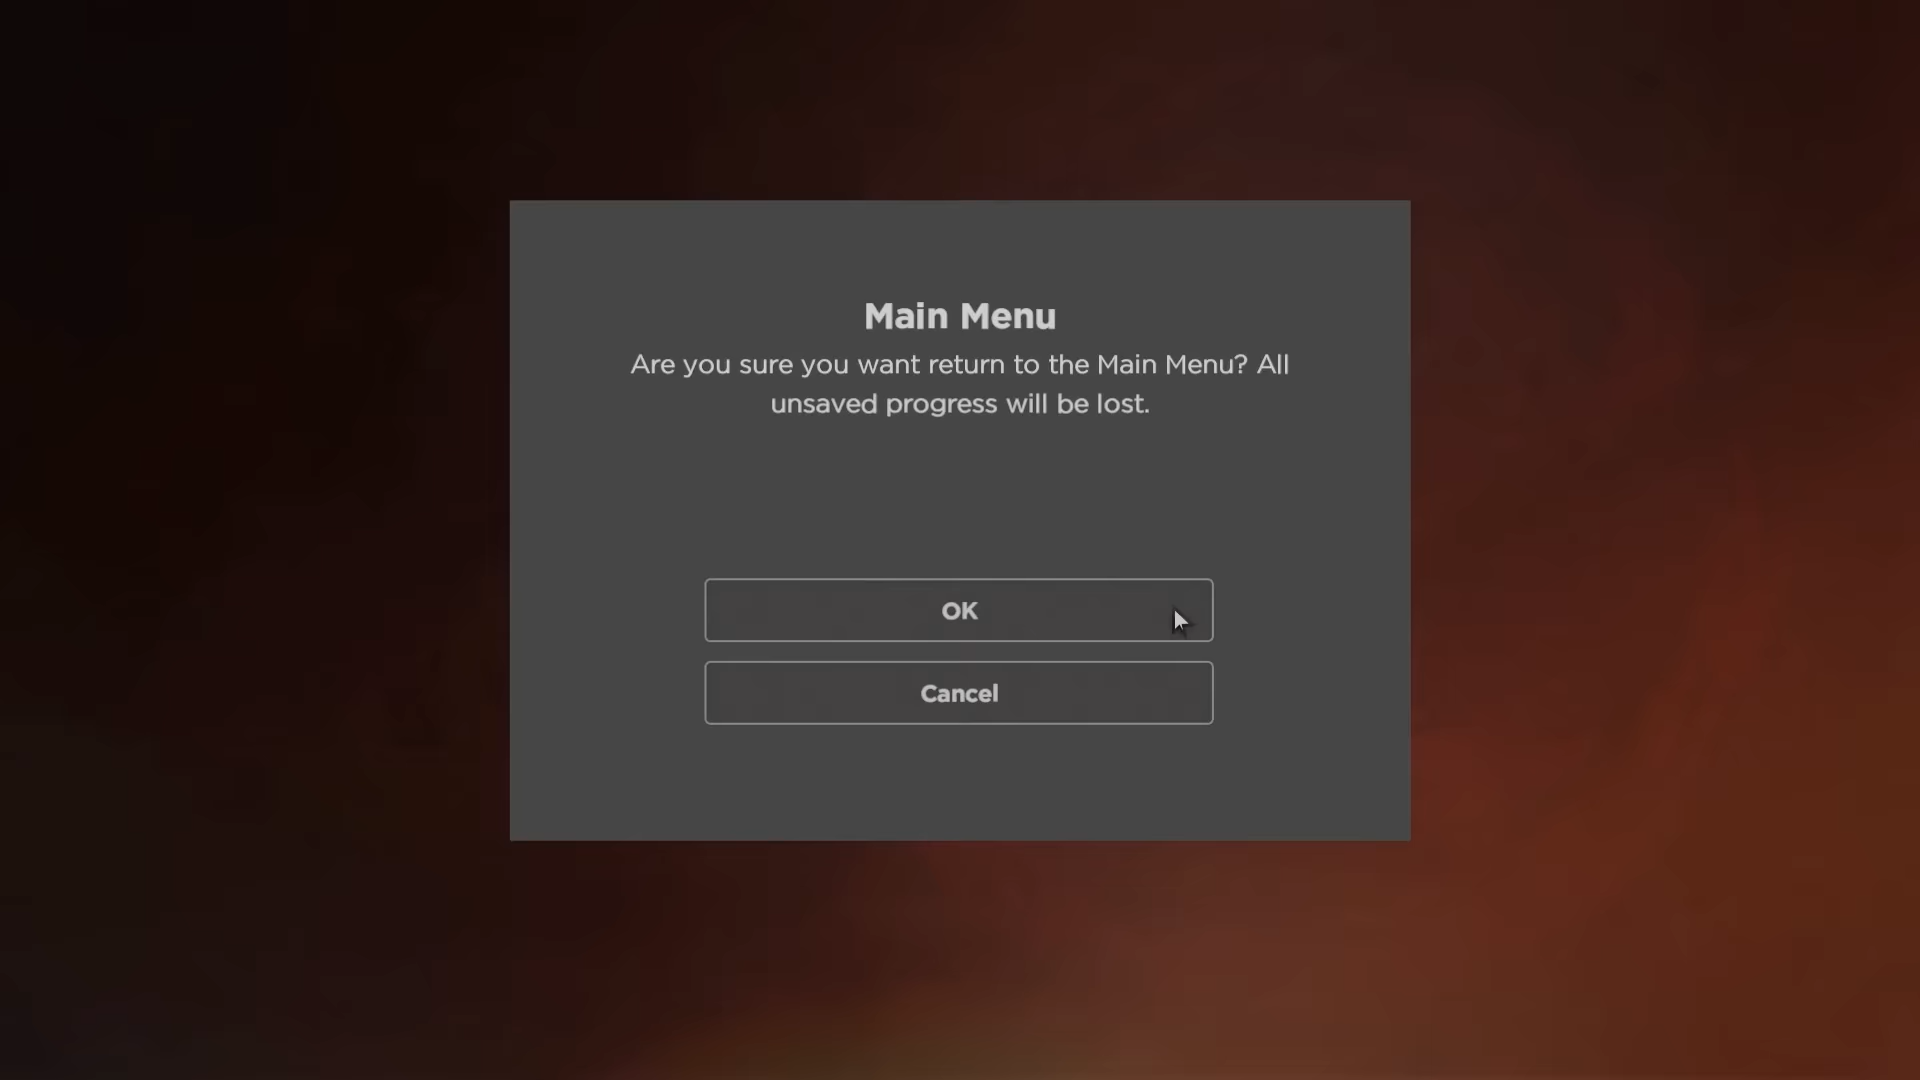 Main Menu
Are you sure you want return to the Main Menu? All
unsaved progress will be lost.
OK
Cancel